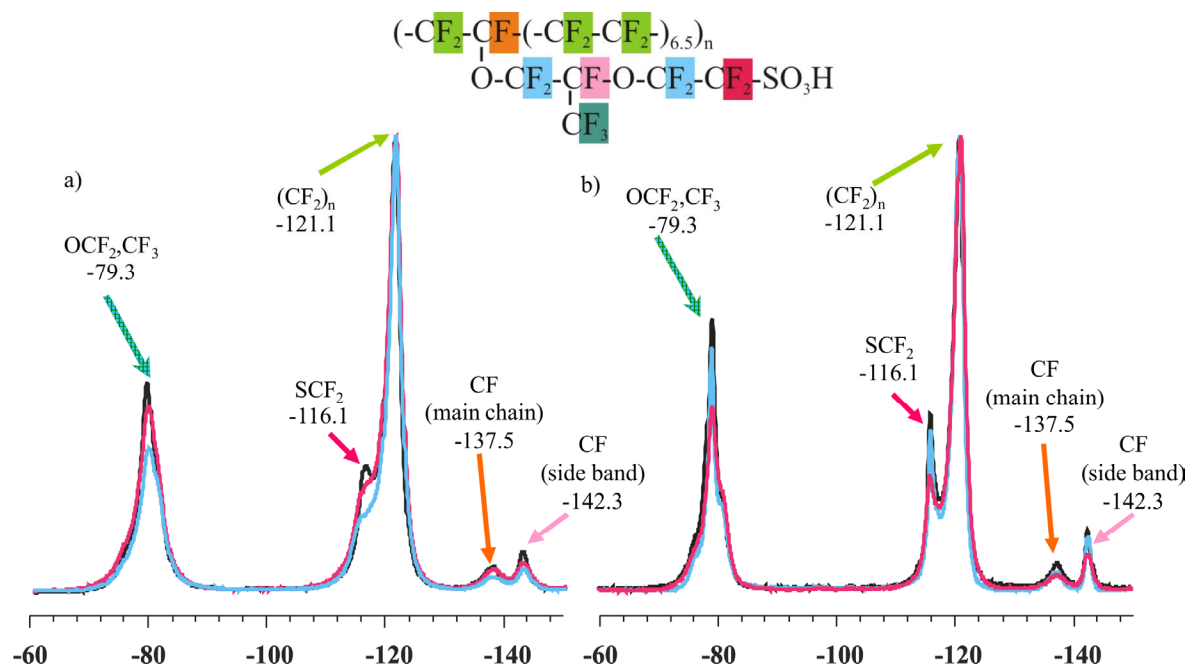 (-CF₂-CF-(-CF₂-CF₂-)₆.₅)ₙ
O-CF₂-CF-O-CF₂-CF₂-SO₃H
CF₃
a)
OCF₂,CF₃
-79.3
(CF₂)ₙ
-121.1
SCF₂
-116.1
CF
(main chain)
-137.5
CF
(side band)
-142.3
-60 -80 -100 -120 -140
b)
OCF₂,CF₃
-79.3
(CF₂)ₙ
-121.1
SCF₂
-116.1
CF
(main chain)
-137.5
CF
(side band)
-142.3
-60 -80 -100 -120 -140